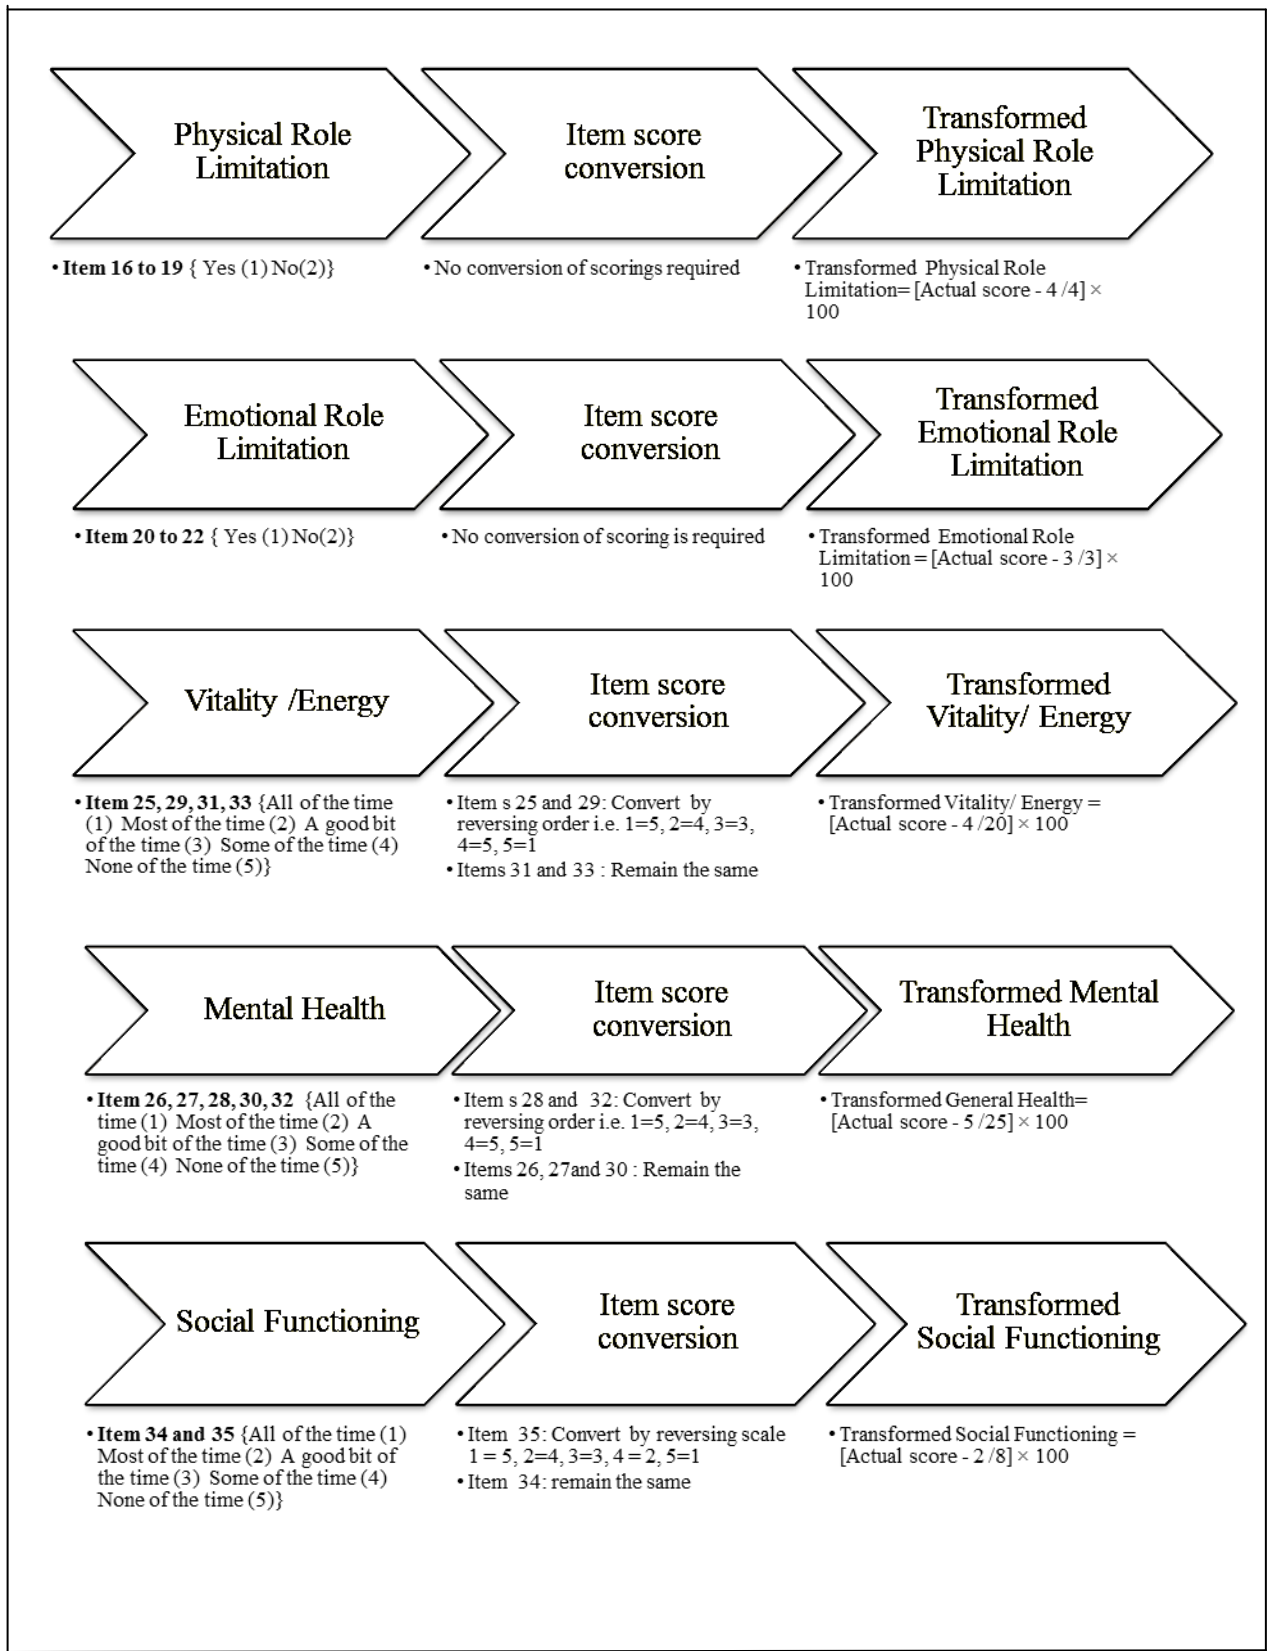 Physical Role
Limitation
Item score
conversion
Transformed
Physical Role
Limitation
• Item 16 to 19 { Yes (1) No(2)}
• No conversion of scorings required
• Transformed Physical Role
Limitation= [Actual score - 4 /4] ×
100
Emotional Role
Limitation
Item score
conversion
Transformed
Emotional Role
Limitation
• Item 20 to 22 { Yes (1) No(2)}
• No conversion of scoring is required
• Transformed Emotional Role
Limitation = [Actual score - 3 /3] ×
100
Vitality /Energy
Item score
conversion
Transformed
Vitality/ Energy
• Item 25, 29, 31, 33 {All of the time
(1) Most of the time (2) A good bit
of the time (3) Some of the time (4)
None of the time (5)}
• Item s 25 and 29: Convert by
reversing order i.e. 1=5, 2=4, 3=3,
4=5, 5=1
• Items 31 and 33 : Remain the same
• Transformed Vitality/ Energy =
[Actual score - 4 /20] × 100
Mental Health
Item score
conversion
Transformed Mental
Health
• Item 26, 27, 28, 30, 32 {All of the
time (1) Most of the time (2) A
good bit of the time (3) Some of the
time (4) None of the time (5)}
• Item s 28 and 32: Convert by
reversing order i.e. 1=5, 2=4, 3=3,
4=5, 5=1
• Items 26, 27and 30 : Remain the
same
• Transformed General Health=
[Actual score - 5 /25] × 100
Social Functioning
Item score
conversion
Transformed
Social Functioning
• Item 34 and 35 {All of the time (1)
Most of the time (2) A good bit of
the time (3) Some of the time (4)
None of the time (5)}
• Item 35: Convert by reversing scale
1 = 5, 2=4, 3=3, 4 = 2, 5=1
• Item 34: remain the same
• Transformed Social Functioning =
[Actual score - 2 /8] × 100